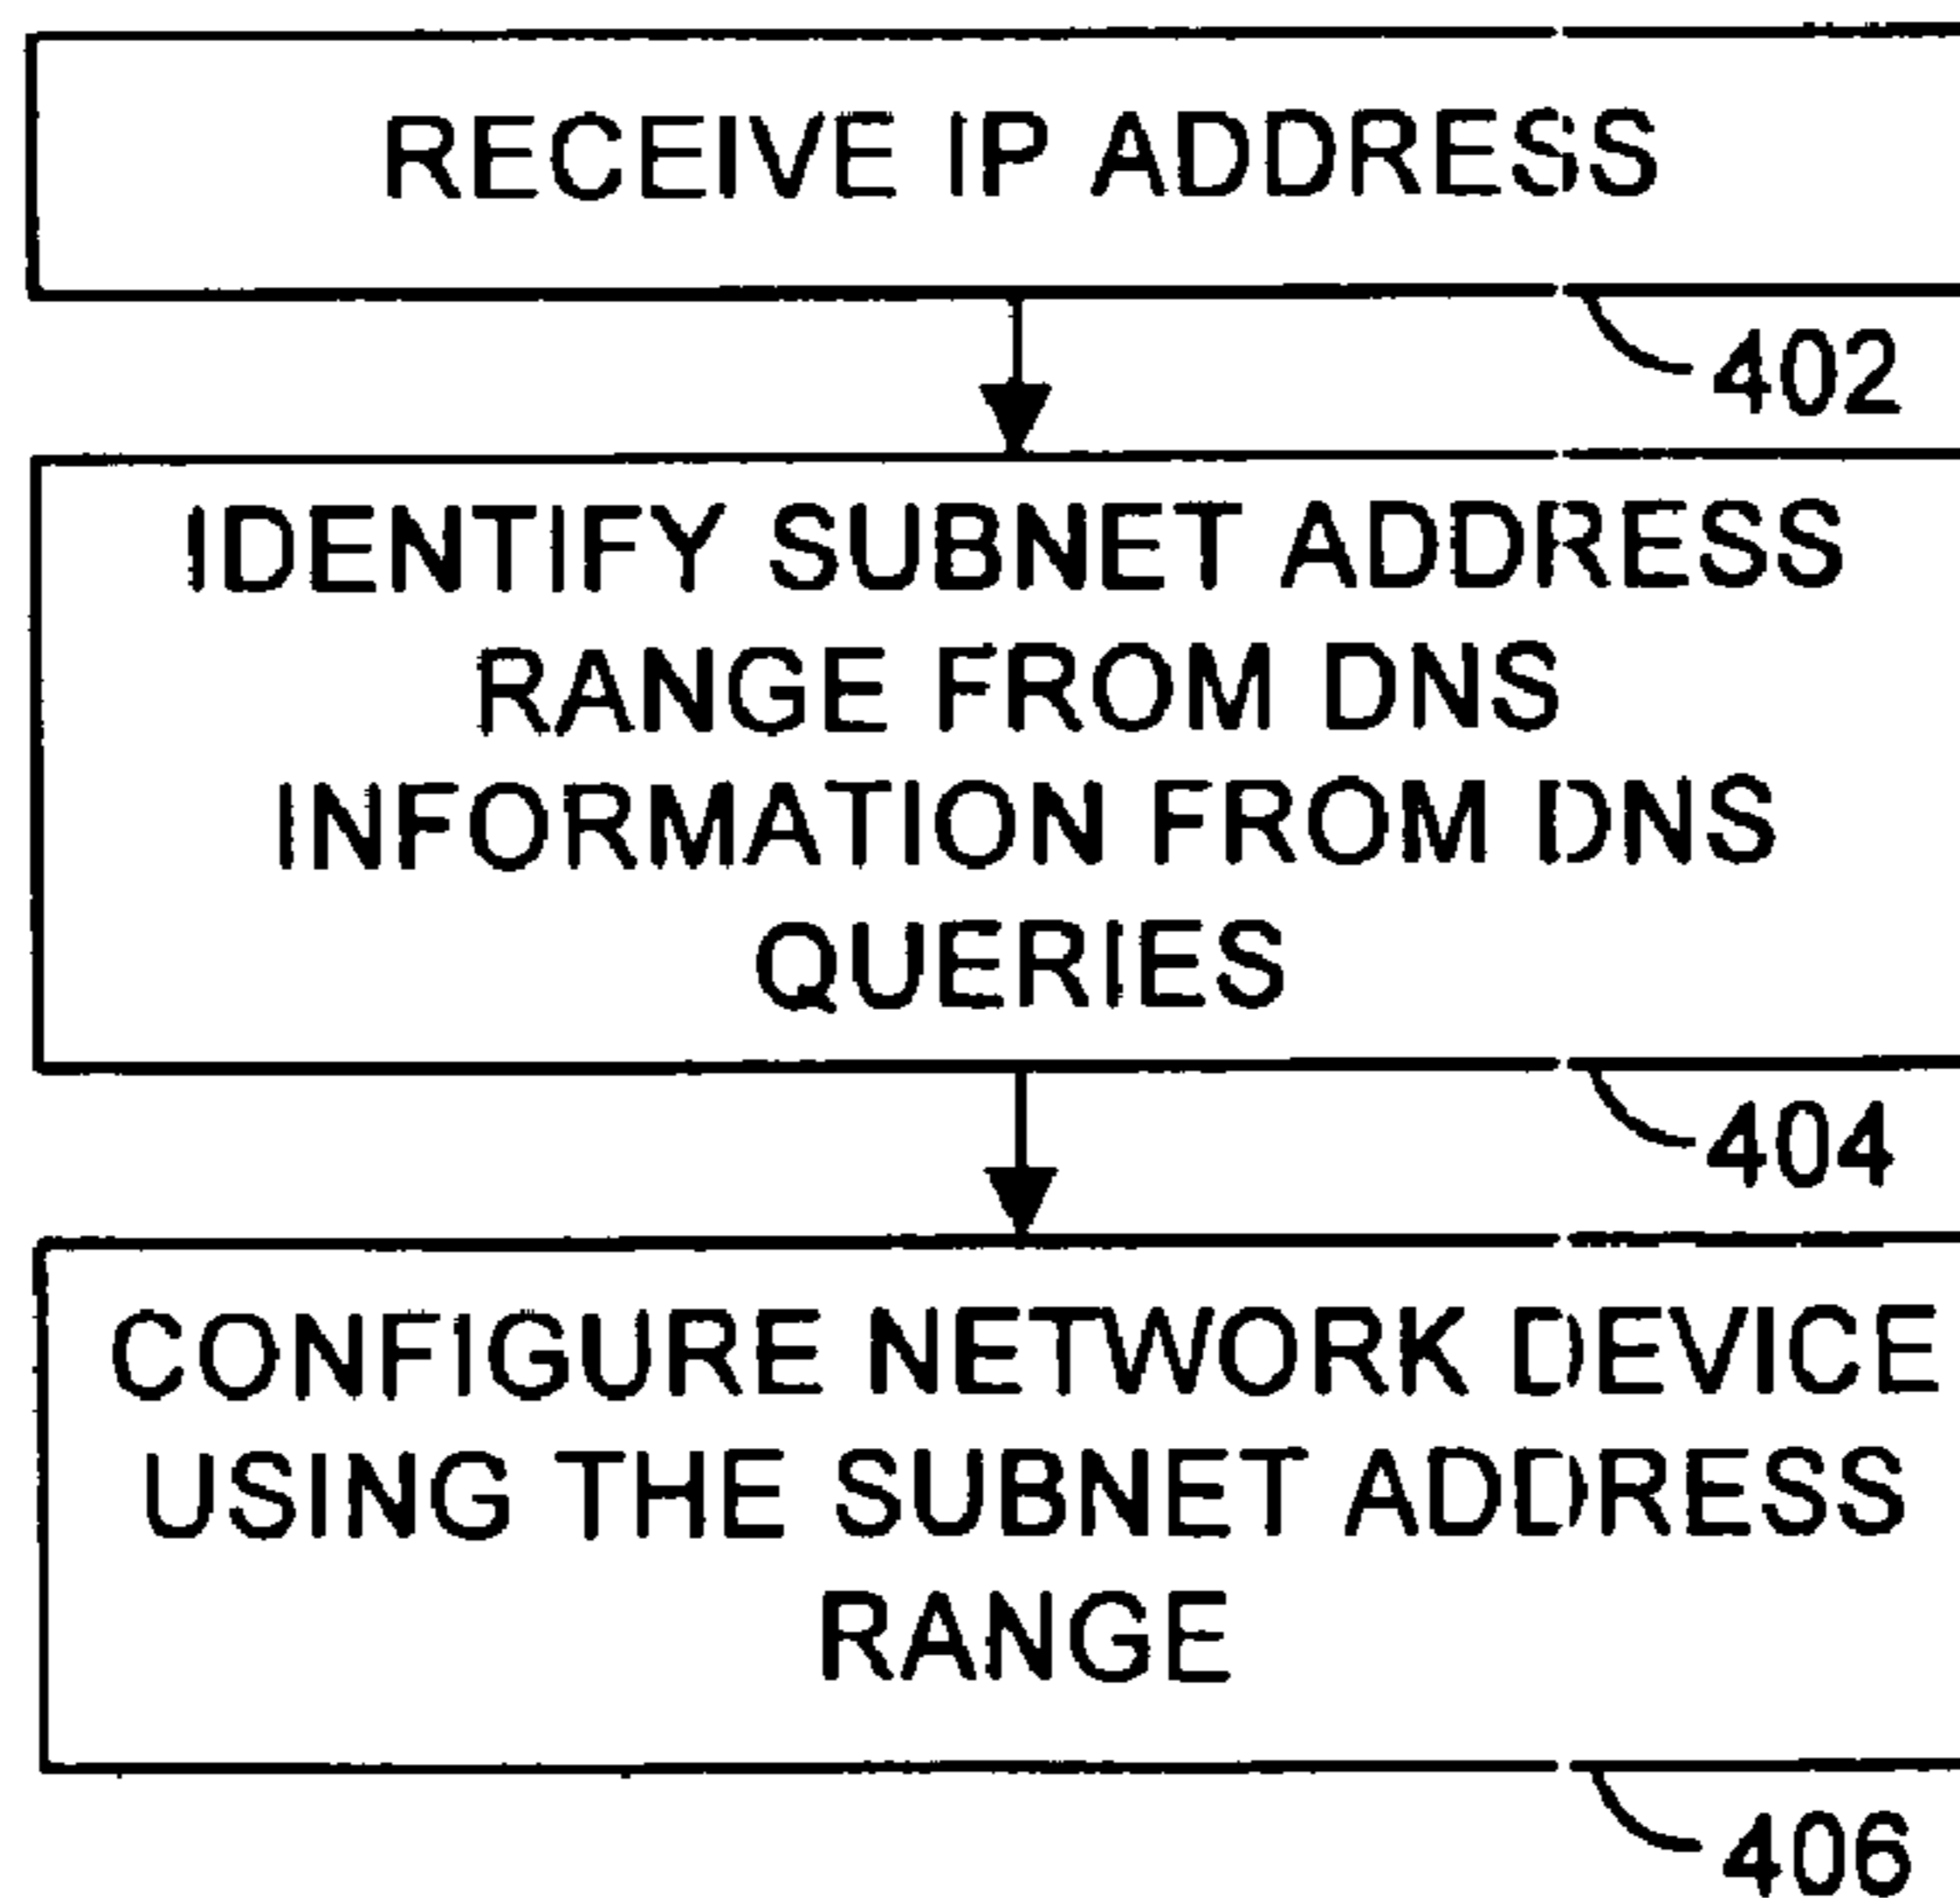 RECEIVE IP ADDRESS
402
IDENTIFY SUBNET ADDRESS
RANGE FROM DNS
INFORMATION FROM DNS
QUERIES
404
CONFIGURE NETWORK DEVICE
USING THE SUBNET ADDRESS
RANGE
406